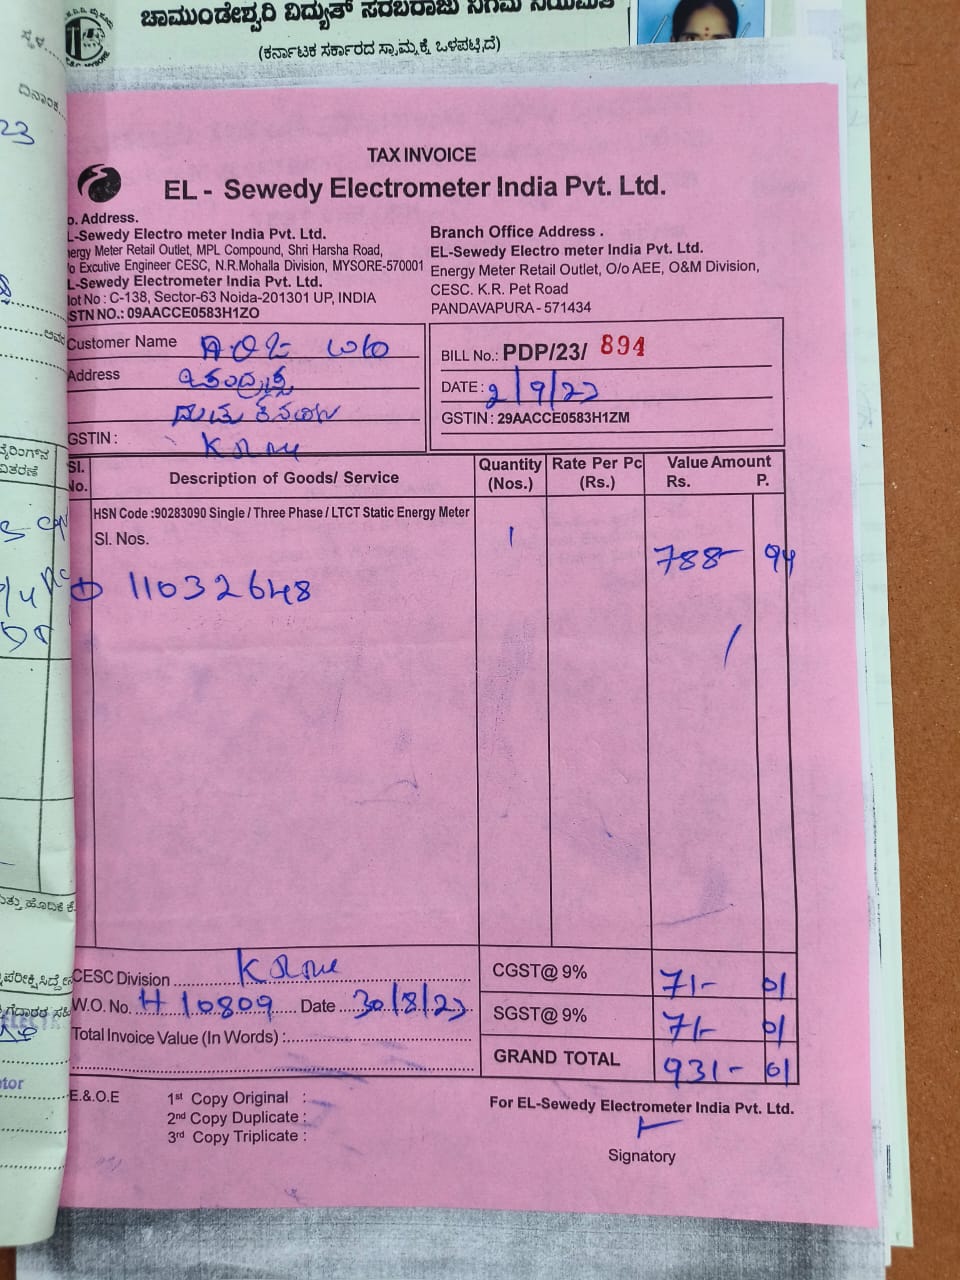 ಚಾಮುಂಡೇಶ್ವರಿ ವಿದ್ಯುತ್ ಸರಬರಾಜು ನಿಗಮ ನಿಯಮಿತ
(ಕರ್ನಾಟಕ ಸರ್ಕಾರದ ಸ್ವಾಮ್ಯಕ್ಕೆ ಒಳಪಟ್ಟಿದೆ)
TAX INVOICE
EL - Sewedy Electrometer India Pvt. Ltd.
o. Address.
L-Sewedy Electro meter India Pvt. Ltd.
nergy Meter Retail Outlet, MPL Compound, Shri Harsha Road,
/o Excutive Engineer CESC, N.R.Mohalla Division, MYSORE-570001
L-Sewedy Electrometer India Pvt. Ltd.
lot No : C-138, Sector-63 Noida-201301 UP, INDIA
STN NO.: 09AACCE0583H1ZO
Branch Office Address .
EL-Sewedy Electro meter India Pvt. Ltd.
Energy Meter Retail Outlet, O/o AEE, O&M Division,
CESC. K.R. Pet Road
PANDAVAPURA - 571434
Customer Name
Address
GSTIN :
BILL No.: PDP/23/ 894
DATE : 2/9/23
GSTIN : 29AACCE0583H1ZM
Sl. No. Description of Goods/ Service Quantity (Nos.) Rate Per Pc (Rs.) Value Amount Rs. P.
HSN Code :90283090 Single / Three Phase / LTCT Static Energy Meter
Sl. Nos. 1 788- 94
11032648
CESC Division
W.O. No. H 10809 Date 30/8/23
Total Invoice Value (In Words) :
CGST@ 9% 71- 01
SGST@ 9% 71- 01
GRAND TOTAL 931- 01
E.&.O.E
1st Copy Original :
2nd Copy Duplicate :
3rd Copy Triplicate :
For EL-Sewedy Electrometer India Pvt. Ltd.
Signatory